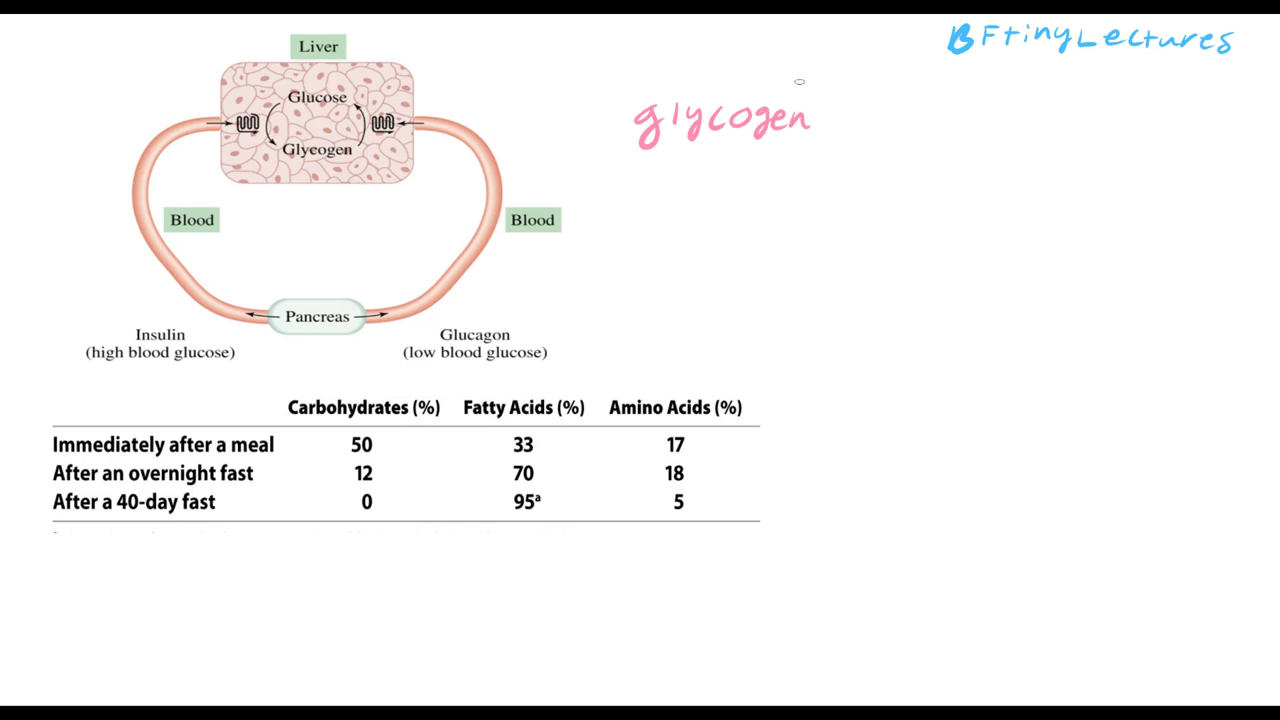 BFtinyLectures
Liver
glycogen
Glucose
Glycogen
Blood
Blood
Pancreas
Insulin
(high blood glucose)
Glucagon
(low blood glucose)
Carbohydrates (%) Fatty Acids (%) Amino Acids (%)
Immediately after a meal 50 33 17
After an overnight fast 12 70 18
After a 40-day fast 0 95ᵃ 5